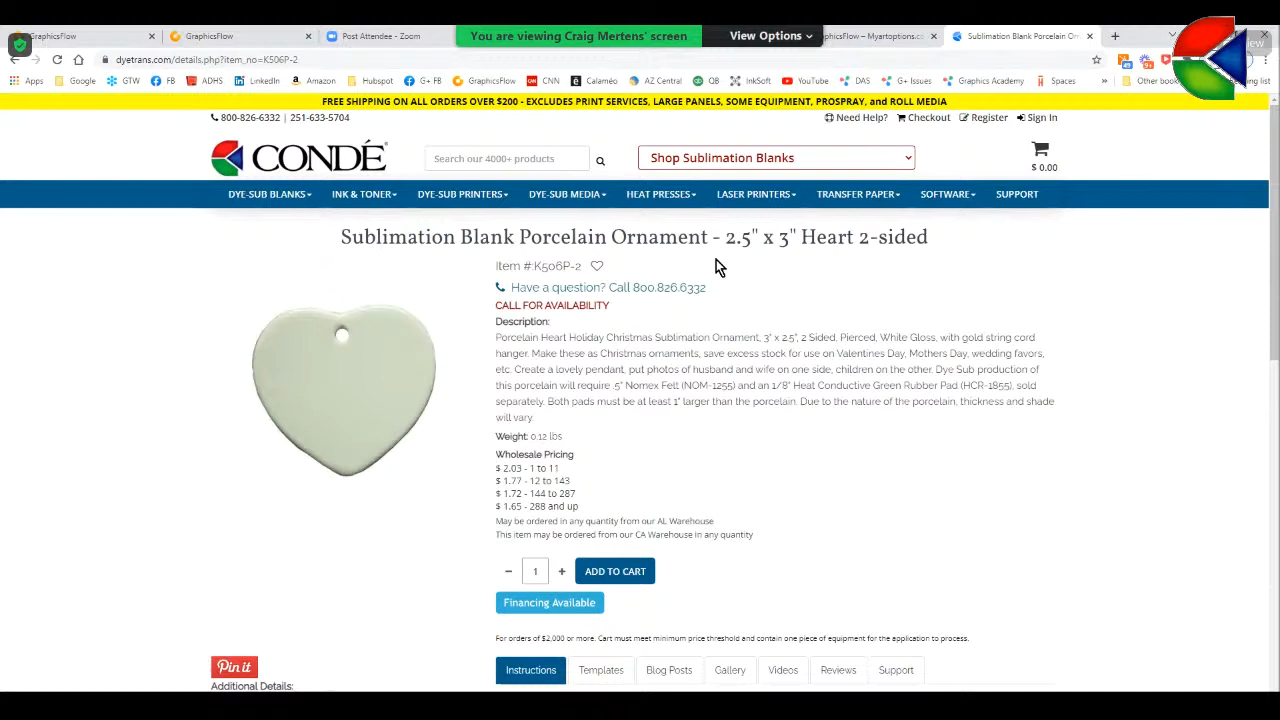 GraphicsFlow
GraphicsFlow
Post Attendee - Zoom
You are viewing Craig Mertens' screen
View Options
GraphicsFlow – Myartoptions.c
Sublimation Blank Porcelain Orn
View
dyetrans.com/details.php?item_no=K506P-2
Apps
Google
FB
ADHS
LinkedIn
Amazon
Hubspot
G+ FB
GraphicsFlow
CNN
Calaméo
AZ Central
QB
InkSoft
YouTube
DAS
G+ Issues
Graphics Academy
Spaces
Other book
ing list
FREE SHIPPING ON ALL ORDERS OVER $200 - EXCLUDES PRINT SERVICES, LARGE PANELS, SOME EQUIPMENT, PROSPRAY, and ROLL MEDIA
800-826-6332 | 251-633-5704
Need Help?
Checkout
Register
Sign In
CONDÉ
Search our 4000+ products
Shop Sublimation Blanks
$ 0.00
DYE-SUB BLANKS
INK & TONER
DYE-SUB PRINTERS
DYE-SUB MEDIA
HEAT PRESSES
LASER PRINTERS
TRANSFER PAPER
SOFTWARE
SUPPORT
Sublimation Blank Porcelain Ornament - 2.5" x 3" Heart 2-sided
Item #:K506P-2
Have a question? Call 800.826.6332
CALL FOR AVAILABILITY
Description:
Porcelain Heart Holiday Christmas Sublimation Ornament, 3" x 2.5", 2 Sided, Pierced, White Gloss, with gold string cord
hanger. Make these as Christmas ornaments, save excess stock for use on Valentines Day, Mothers Day, wedding favors,
etc. Create a lovely pendant, put photos of husband and wife on one side, children on the other. Dye Sub production of
this porcelain will require .5" Nomex Felt (NOM-1255) and an 1/8" Heat Conductive Green Rubber Pad (HCR-1855), sold
separately. Both pads must be at least 1" larger than the porcelain. Due to the nature of the porcelain, thickness and shade
will vary.
Weight: 0.12 lbs
Wholesale Pricing
$ 2.03 - 1 to 11
$ 1.77 - 12 to 143
$ 1.72 - 144 to 287
$ 1.65 - 288 and up
May be ordered in any quantity from our AL Warehouse
This item may be ordered from our CA Warehouse in any quantity
1
ADD TO CART
Financing Available
For orders of $2,000 or more. Cart must meet minimum price threshold and contain one piece of equipment for the application to process.
Pin it
Instructions
Templates
Blog Posts
Gallery
Videos
Reviews
Support
Additional Details: